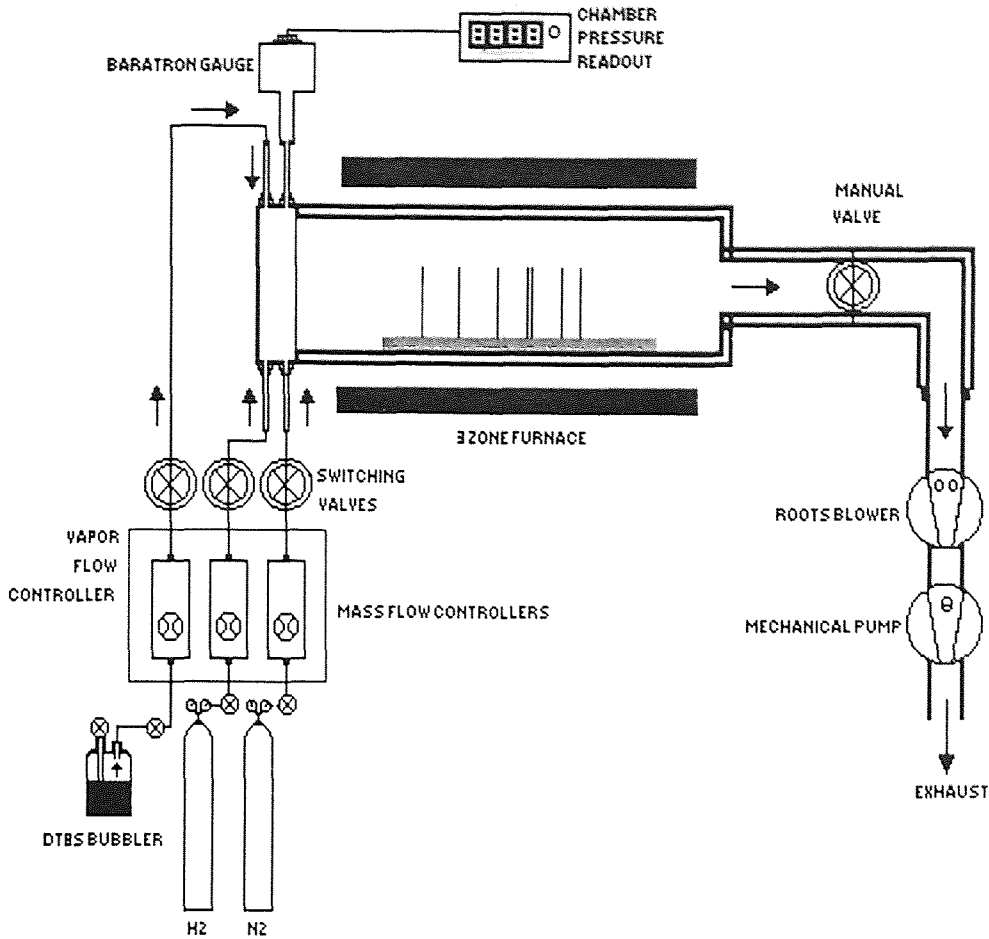 CHAMBER
PRESSURE
READOUT
BARATRON GAUGE
MANUAL
VALVE
3 ZONE FURNACE
SWITCHING
VALVES
ROOTS BLOWER
VAPOR
FLOW
CONTROLLER
MASS FLOW CONTROLLERS
MECHANICAL PUMP
EXHAUST
DTBS BUBBLER
H2
N2